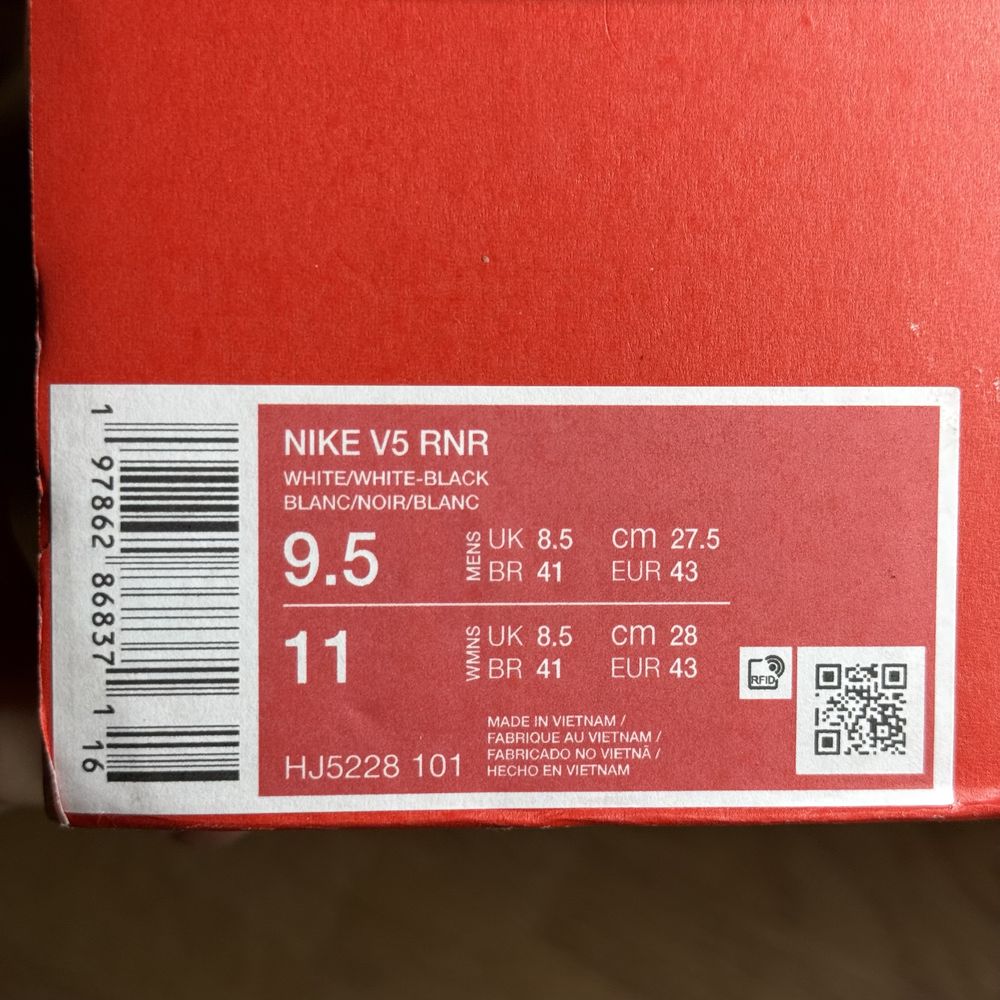 1 97862 86837 1 16
NIKE V5 RNR
WHITE/WHITE-BLACK
BLANC/NOIR/BLANC
9.5 MENS UK 8.5 cm 27.5
BR 41 EUR 43
11 WMNS UK 8.5 cm 28
BR 41 EUR 43
RFID
HJ5228 101
MADE IN VIETNAM /
FABRIQUE AU VIETNAM /
FABRICADO NO VIETNÃ /
HECHO EN VIETNAM